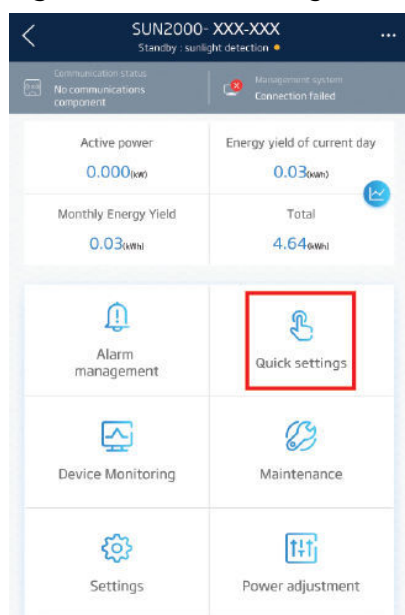 SUN2000- XXX-XXX
Standby : sunlight detection
Communication status
No communications
component
Management system
Connection failed
Active power
0.000(kW)
Energy yield of current day
0.03(kWh)
Monthly Energy Yield
0.03(kWh)
Total
4.64(kWh)
Alarm
management
Quick settings
Device Monitoring
Maintenance
Settings
Power adjustment